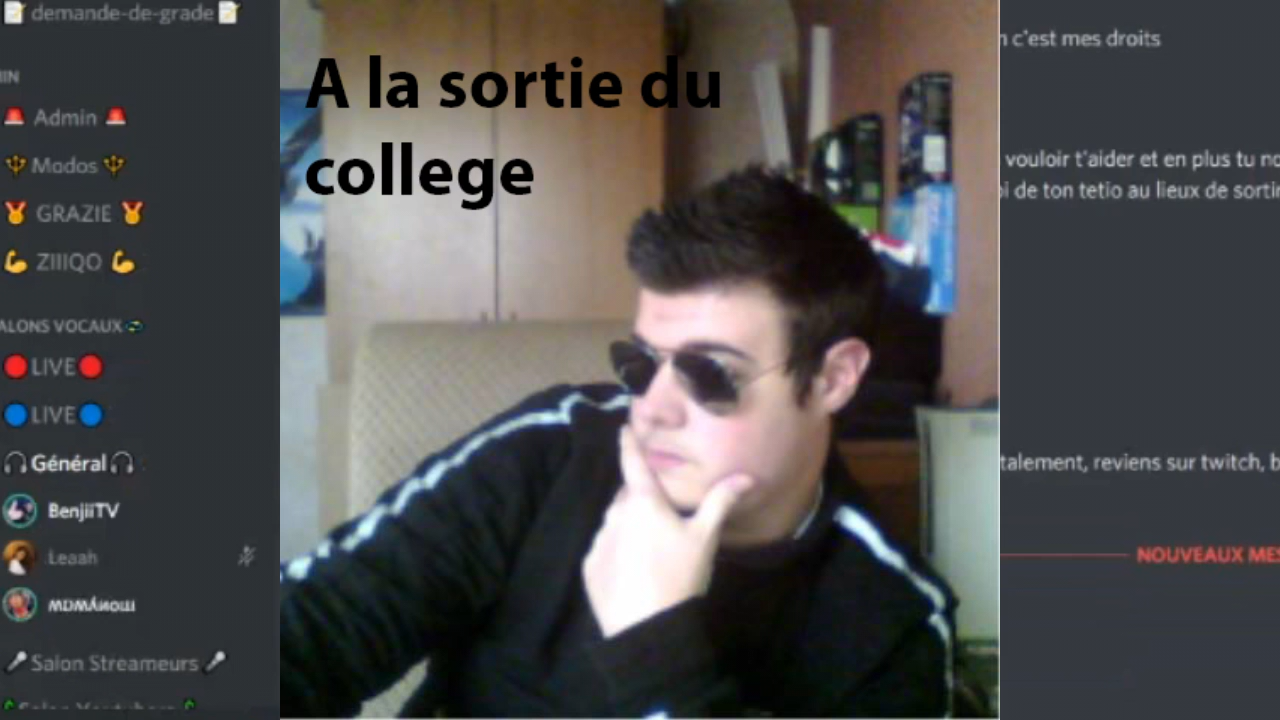 demande-de-grade
Admin
Modos
GRAZIE
ZIIIQO
ALONS VOCAUX
LIVE
LIVE
Général
BenjiiTV
Leaah
Salon Streameurs
A la sortie du
college
c'est mes droits
vouloir t'aider et en plus tu
de ton tetio au lieux de
talement, reviens sur twitch,
NOUVEAUX MES